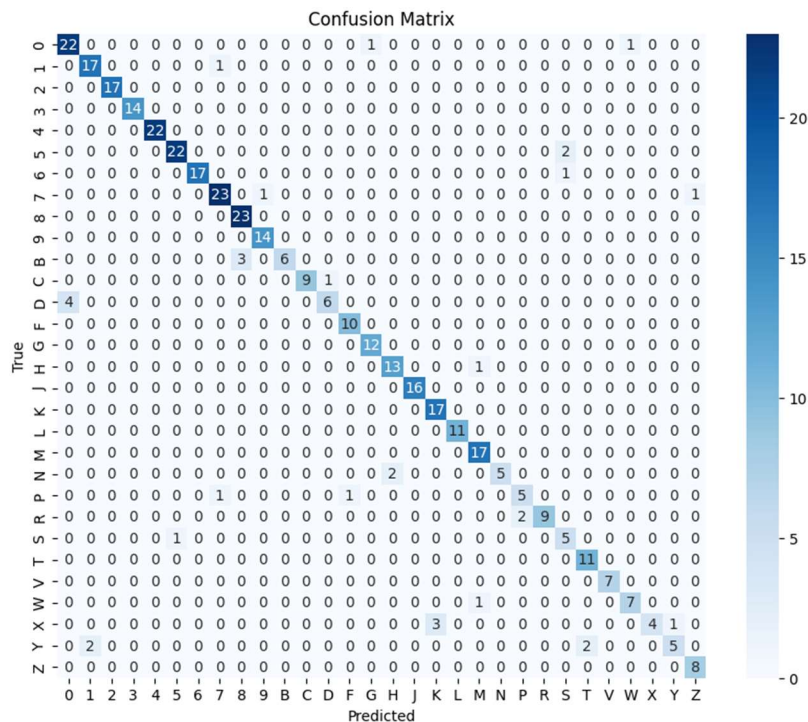 Confusion Matrix
0 22 0 0 0 0 0 0 0 0 0 0 0 0 0 1 0 0 0 0 0 0 0 0 0 0 0 1 0 0 0
1 0 17 0 0 0 0 0 1 0 0 0 0 0 0 0 0 0 0 0 0 0 0 0 0 0 0 0 0 0 0
2 0 0 17 0 0 0 0 0 0 0 0 0 0 0 0 0 0 0 0 0 0 0 0 0 0 0 0 0 0 0
3 0 0 0 14 0 0 0 0 0 0 0 0 0 0 0 0 0 0 0 0 0 0 0 0 0 0 0 0 0 0
4 0 0 0 0 22 0 0 0 0 0 0 0 0 0 0 0 0 0 0 0 0 0 0 0 0 0 0 0 0 0
5 0 0 0 0 0 22 0 0 0 0 0 0 0 0 0 0 0 0 0 0 0 0 0 2 0 0 0 0 0 0
6 0 0 0 0 0 0 17 0 0 0 0 0 0 0 0 0 0 0 0 0 0 0 0 1 0 0 0 0 0 0
7 0 0 0 0 0 0 0 23 0 1 0 0 0 0 0 0 0 0 0 0 0 0 0 0 0 0 0 0 0 1
8 0 0 0 0 0 0 0 0 23 0 0 0 0 0 0 0 0 0 0 0 0 0 0 0 0 0 0 0 0 0
9 0 0 0 0 0 0 0 0 0 14 0 0 0 0 0 0 0 0 0 0 0 0 0 0 0 0 0 0 0 0
B 0 0 0 0 0 0 0 0 3 0 6 0 0 0 0 0 0 0 0 0 0 0 0 0 0 0 0 0 0 0
C 0 0 0 0 0 0 0 0 0 0 0 9 1 0 0 0 0 0 0 0 0 0 0 0 0 0 0 0 0 0
D 4 0 0 0 0 0 0 0 0 0 0 0 6 0 0 0 0 0 0 0 0 0 0 0 0 0 0 0 0 0
F 0 0 0 0 0 0 0 0 0 0 0 0 0 10 0 0 0 0 0 0 0 0 0 0 0 0 0 0 0 0
G 0 0 0 0 0 0 0 0 0 0 0 0 0 0 12 0 0 0 0 0 0 0 0 0 0 0 0 0 0 0
H 0 0 0 0 0 0 0 0 0 0 0 0 0 0 0 13 0 0 0 1 0 0 0 0 0 0 0 0 0 0
J 0 0 0 0 0 0 0 0 0 0 0 0 0 0 0 0 16 0 0 0 0 0 0 0 0 0 0 0 0 0
K 0 0 0 0 0 0 0 0 0 0 0 0 0 0 0 0 0 17 0 0 0 0 0 0 0 0 0 0 0 0
L 0 0 0 0 0 0 0 0 0 0 0 0 0 0 0 0 0 0 11 0 0 0 0 0 0 0 0 0 0 0
M 0 0 0 0 0 0 0 0 0 0 0 0 0 0 0 0 0 0 0 17 0 0 0 0 0 0 0 0 0 0
N 0 0 0 0 0 0 0 0 0 0 0 0 0 0 0 2 0 0 0 0 5 0 0 0 0 0 0 0 0 0
P 0 0 0 0 0 0 0 1 0 0 0 0 0 1 0 0 0 0 0 0 0 5 0 0 0 0 0 0 0 0
R 0 0 0 0 0 0 0 0 0 0 0 0 0 0 0 0 0 0 0 0 0 2 9 0 0 0 0 0 0 0
S 0 0 0 0 0 1 0 0 0 0 0 0 0 0 0 0 0 0 0 0 0 0 0 5 0 0 0 0 0 0
T 0 0 0 0 0 0 0 0 0 0 0 0 0 0 0 0 0 0 0 0 0 0 0 0 11 0 0 0 0 0
V 0 0 0 0 0 0 0 0 0 0 0 0 0 0 0 0 0 0 0 0 0 0 0 0 0 7 0 0 0 0
W 0 0 0 0 0 0 0 0 0 0 0 0 0 0 0 0 0 0 0 1 0 0 0 0 0 0 7 0 0 0
X 0 0 0 0 0 0 0 0 0 0 0 0 0 0 0 0 0 3 0 0 0 0 0 0 0 0 0 4 1 0
Y 0 2 0 0 0 0 0 0 0 0 0 0 0 0 0 0 0 0 0 0 0 0 0 0 2 0 0 0 5 0
Z 0 0 0 0 0 0 0 0 0 0 0 0 0 0 0 0 0 0 0 0 0 0 0 0 0 0 0 0 0 8
0 1 2 3 4 5 6 7 8 9 B C D F G H J K L M N P R S T V W X Y Z
Predicted
True
20
15
10
5
0